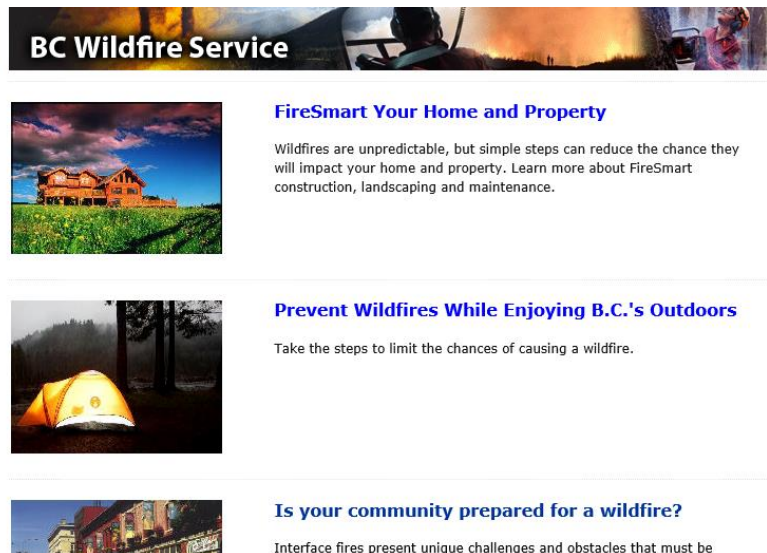 BC Wildfire Service
FireSmart Your Home and Property
Wildfires are unpredictable, but simple steps can reduce the chance they
will impact your home and property. Learn more about FireSmart
construction, landscaping and maintenance.
Prevent Wildfires While Enjoying B.C.'s Outdoors
Take the steps to limit the chances of causing a wildfire.
Is your community prepared for a wildfire?
Interface fires present unique challenges and obstacles that must be